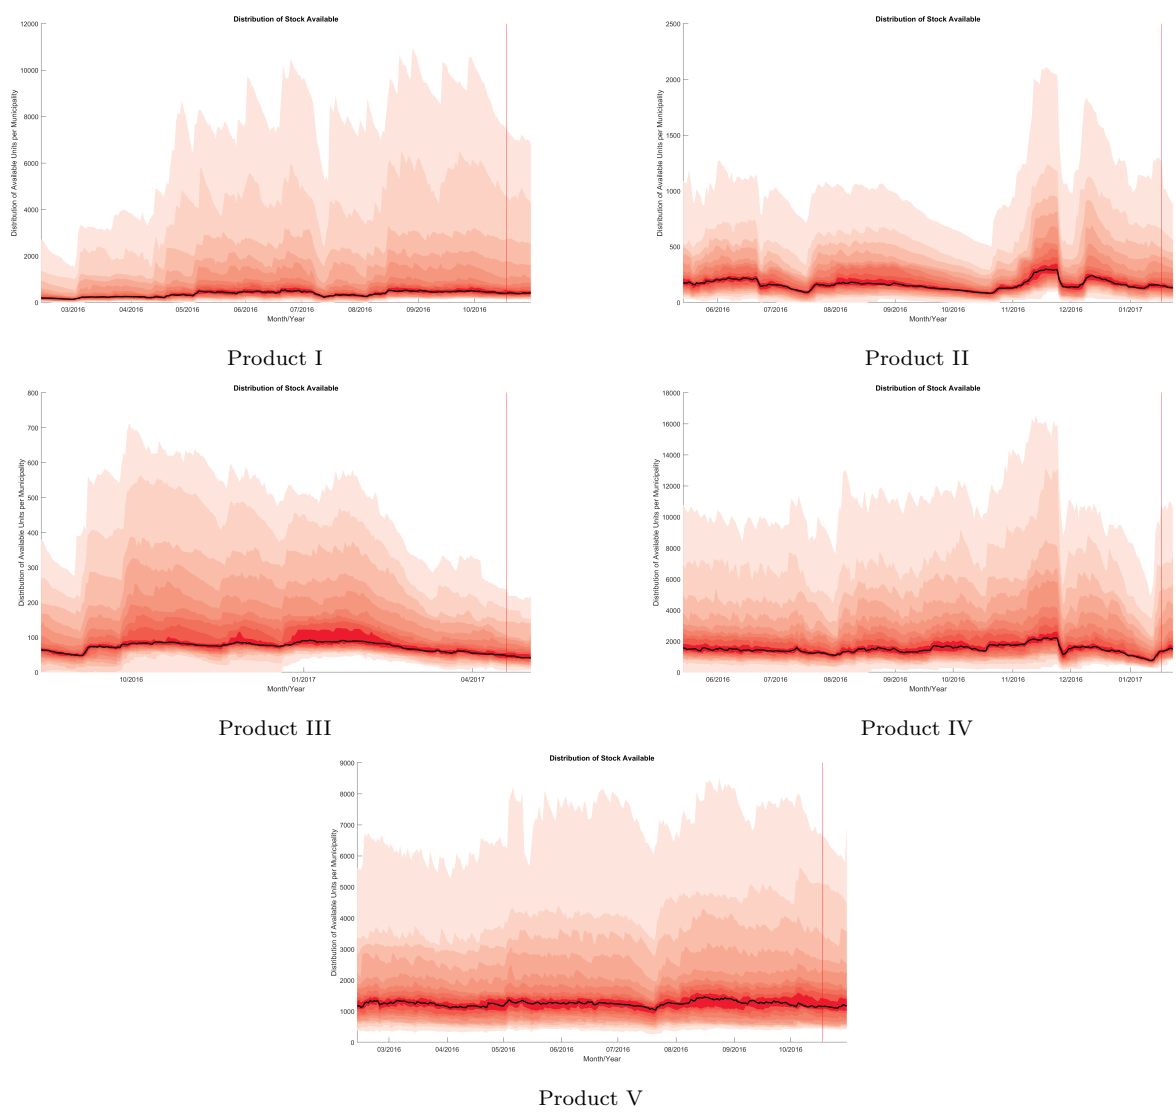 Distribution of Stock Available
12000
10000
8000
6000
4000
2000
0
Distribution of Available Units per Municipality
03/2016 04/2016 05/2016 06/2016 07/2016 08/2016 09/2016 10/2016
Month/Year
Product I
Distribution of Stock Available
2500
2000
1500
1000
500
0
Distribution of Available Units per Municipality
06/2016 07/2016 08/2016 09/2016 10/2016 11/2016 12/2016 01/2017
Month/Year
Product II
Distribution of Stock Available
800
700
600
500
400
300
200
100
0
Distribution of Available Units per Municipality
10/2016 01/2017 04/2017
Month/Year
Product III
Distribution of Stock Available
18000
16000
14000
12000
10000
8000
6000
4000
2000
0
Distribution of Available Units per Municipality
06/2016 07/2016 08/2016 09/2016 10/2016 11/2016 12/2016 01/2017
Month/Year
Product IV
Distribution of Stock Available
9000
8000
7000
6000
5000
4000
3000
2000
1000
0
Distribution of Available Units per Municipality
03/2016 04/2016 05/2016 06/2016 07/2016 08/2016 09/2016 10/2016
Month/Year
Product V